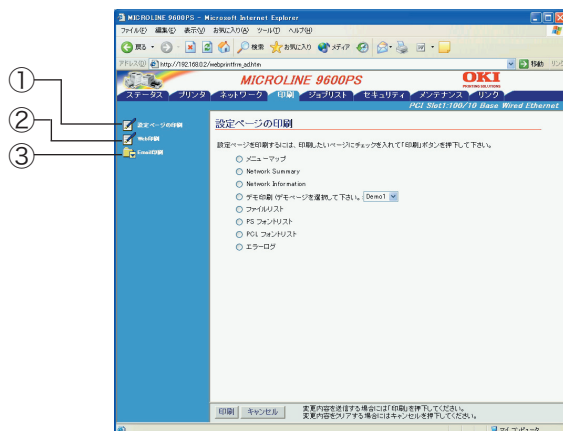 MICROLINE 9600PS - Microsoft Internet Explorer
ファイル(F) 編集(E) 表示(V) お気に入り(A) ツール(T) ヘルプ(H)
戻る 検索 お気に入り メディア
アドレス(D) http://192.168.0.2/webprintfrm_ad.htm 移動 リンク
MICROLINE 9600PS
OKI
PRINTING SOLUTIONS
ステータス プリンタ ネットワーク 印刷 ジョブリスト セキュリティ メンテナンス リンク
PCI Slot1:100/10 Base Wired Ethernet
① 設定ページの印刷
② Web印刷
③ Email印刷
設定ページの印刷
設定ページを印刷するには、印刷したいページにチェックを入れて「印刷」ボタンを押下して下さい。
メニューマップ
Network Summary
Network Information
デモ印刷 (デモページを選択して下さい。 Demo1
ファイルリスト
PS フォントリスト
PCL フォントリスト
エラーログ
印刷 キャンセル
変更内容を送信する場合には「印刷」を押下してください。
変更内容をクリアする場合にはキャンセルを押下してください。
マイ コンピュータ